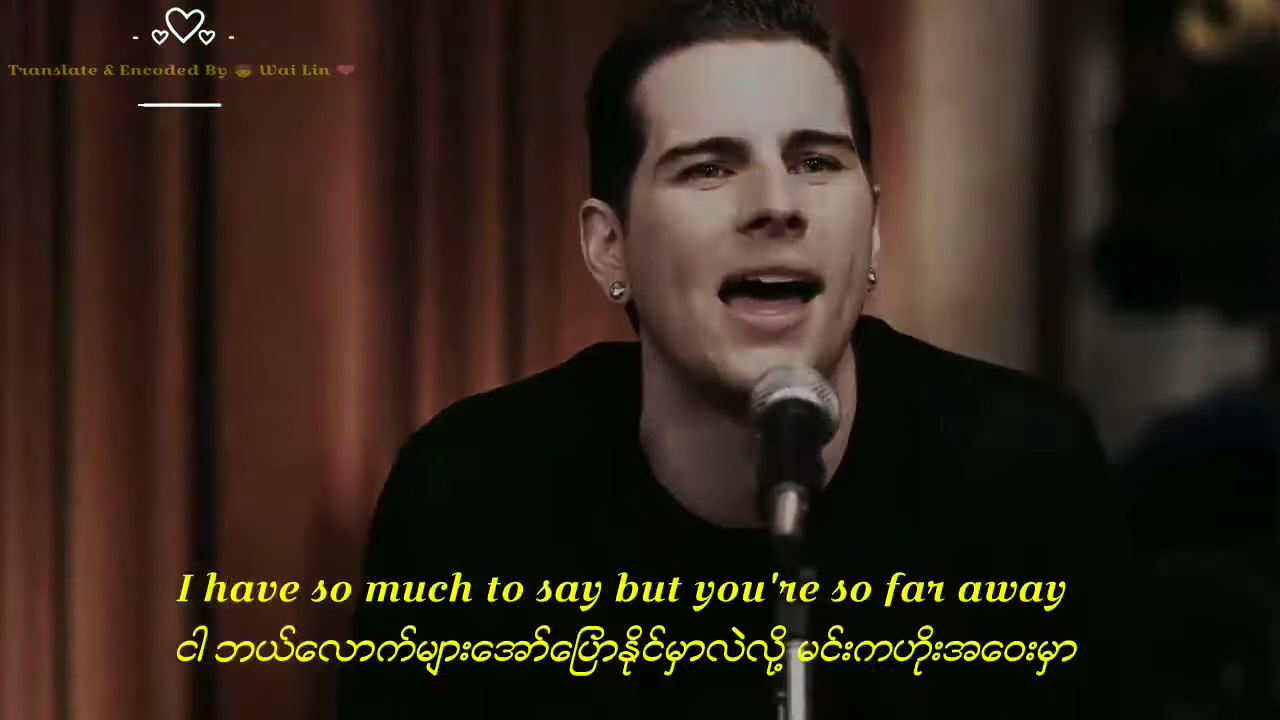 Translate & Encoded By Wai Lin
I have so much to say but you're so far away
ငါ ဘယ်လောက်များအော်ပြောနိုင်မှာလဲလို့ မင်းကဟိုးအဝေးမှာ